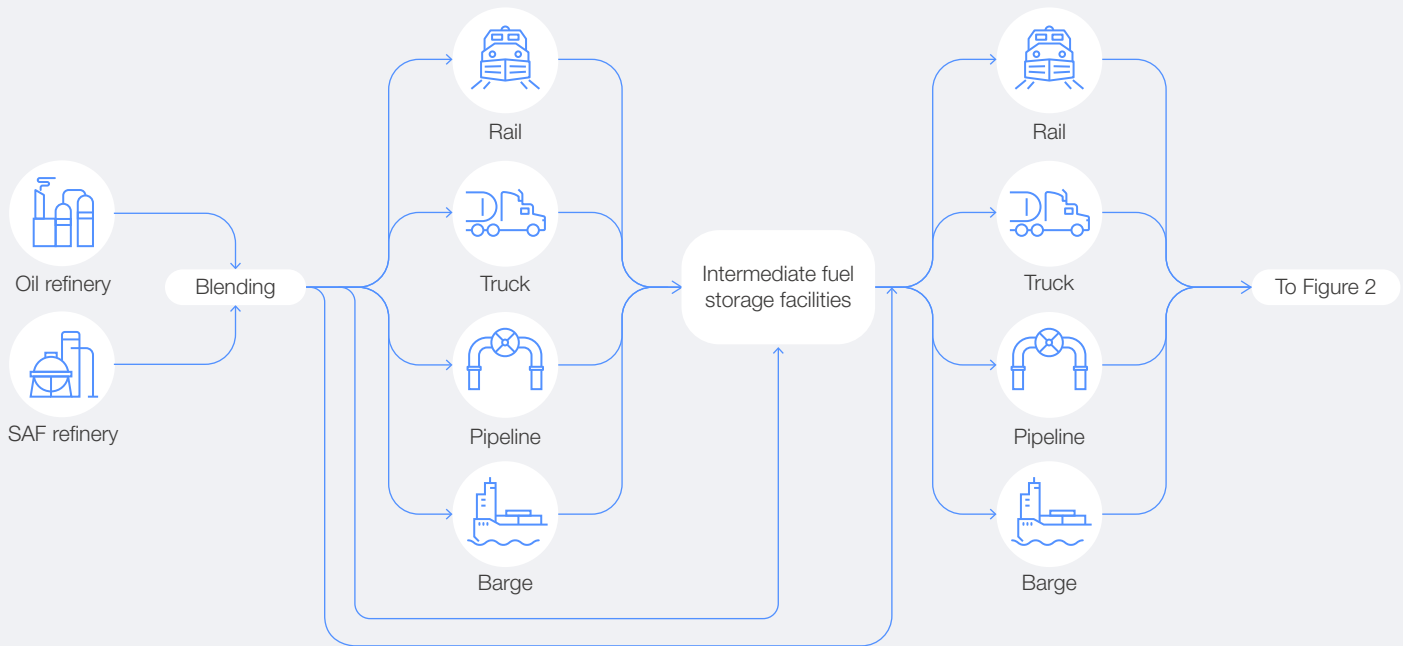 Rail
Rail
Oil refinery
Blending
Truck
Intermediate fuel
storage facilities
Truck
To Figure 2
SAF refinery
Pipeline
Pipeline
Barge
Barge